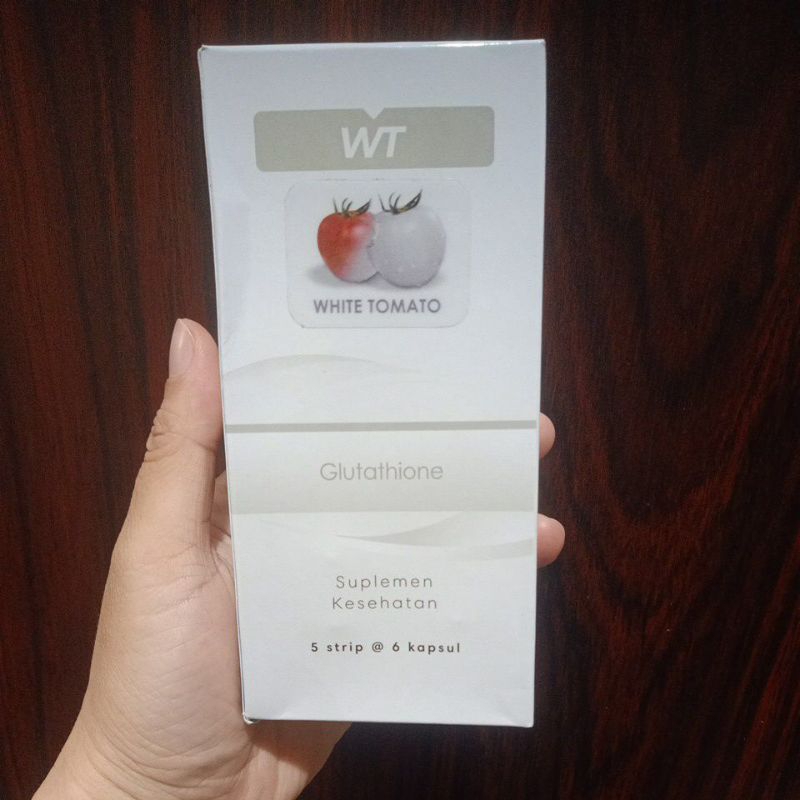 WT
WHITE TOMATO
Glutathione
Suplemen
Kesehatan
5 strip @ 6 kapsul